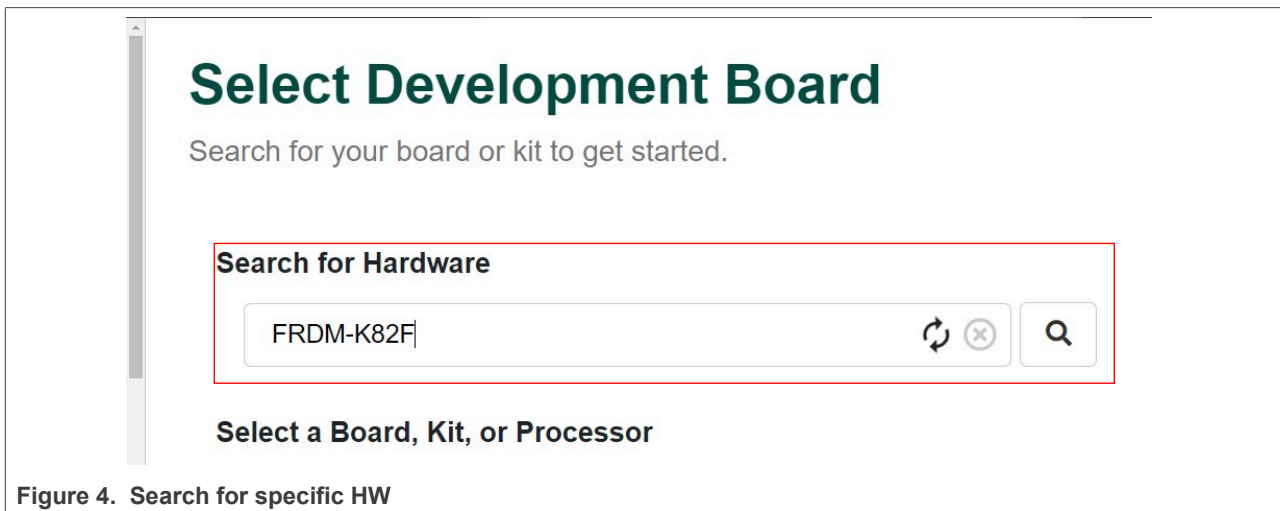 Select Development Board
Search for your board or kit to get started.
Search for Hardware
FRDM-K82F
Select a Board, Kit, or Processor
Figure 4. Search for specific HW